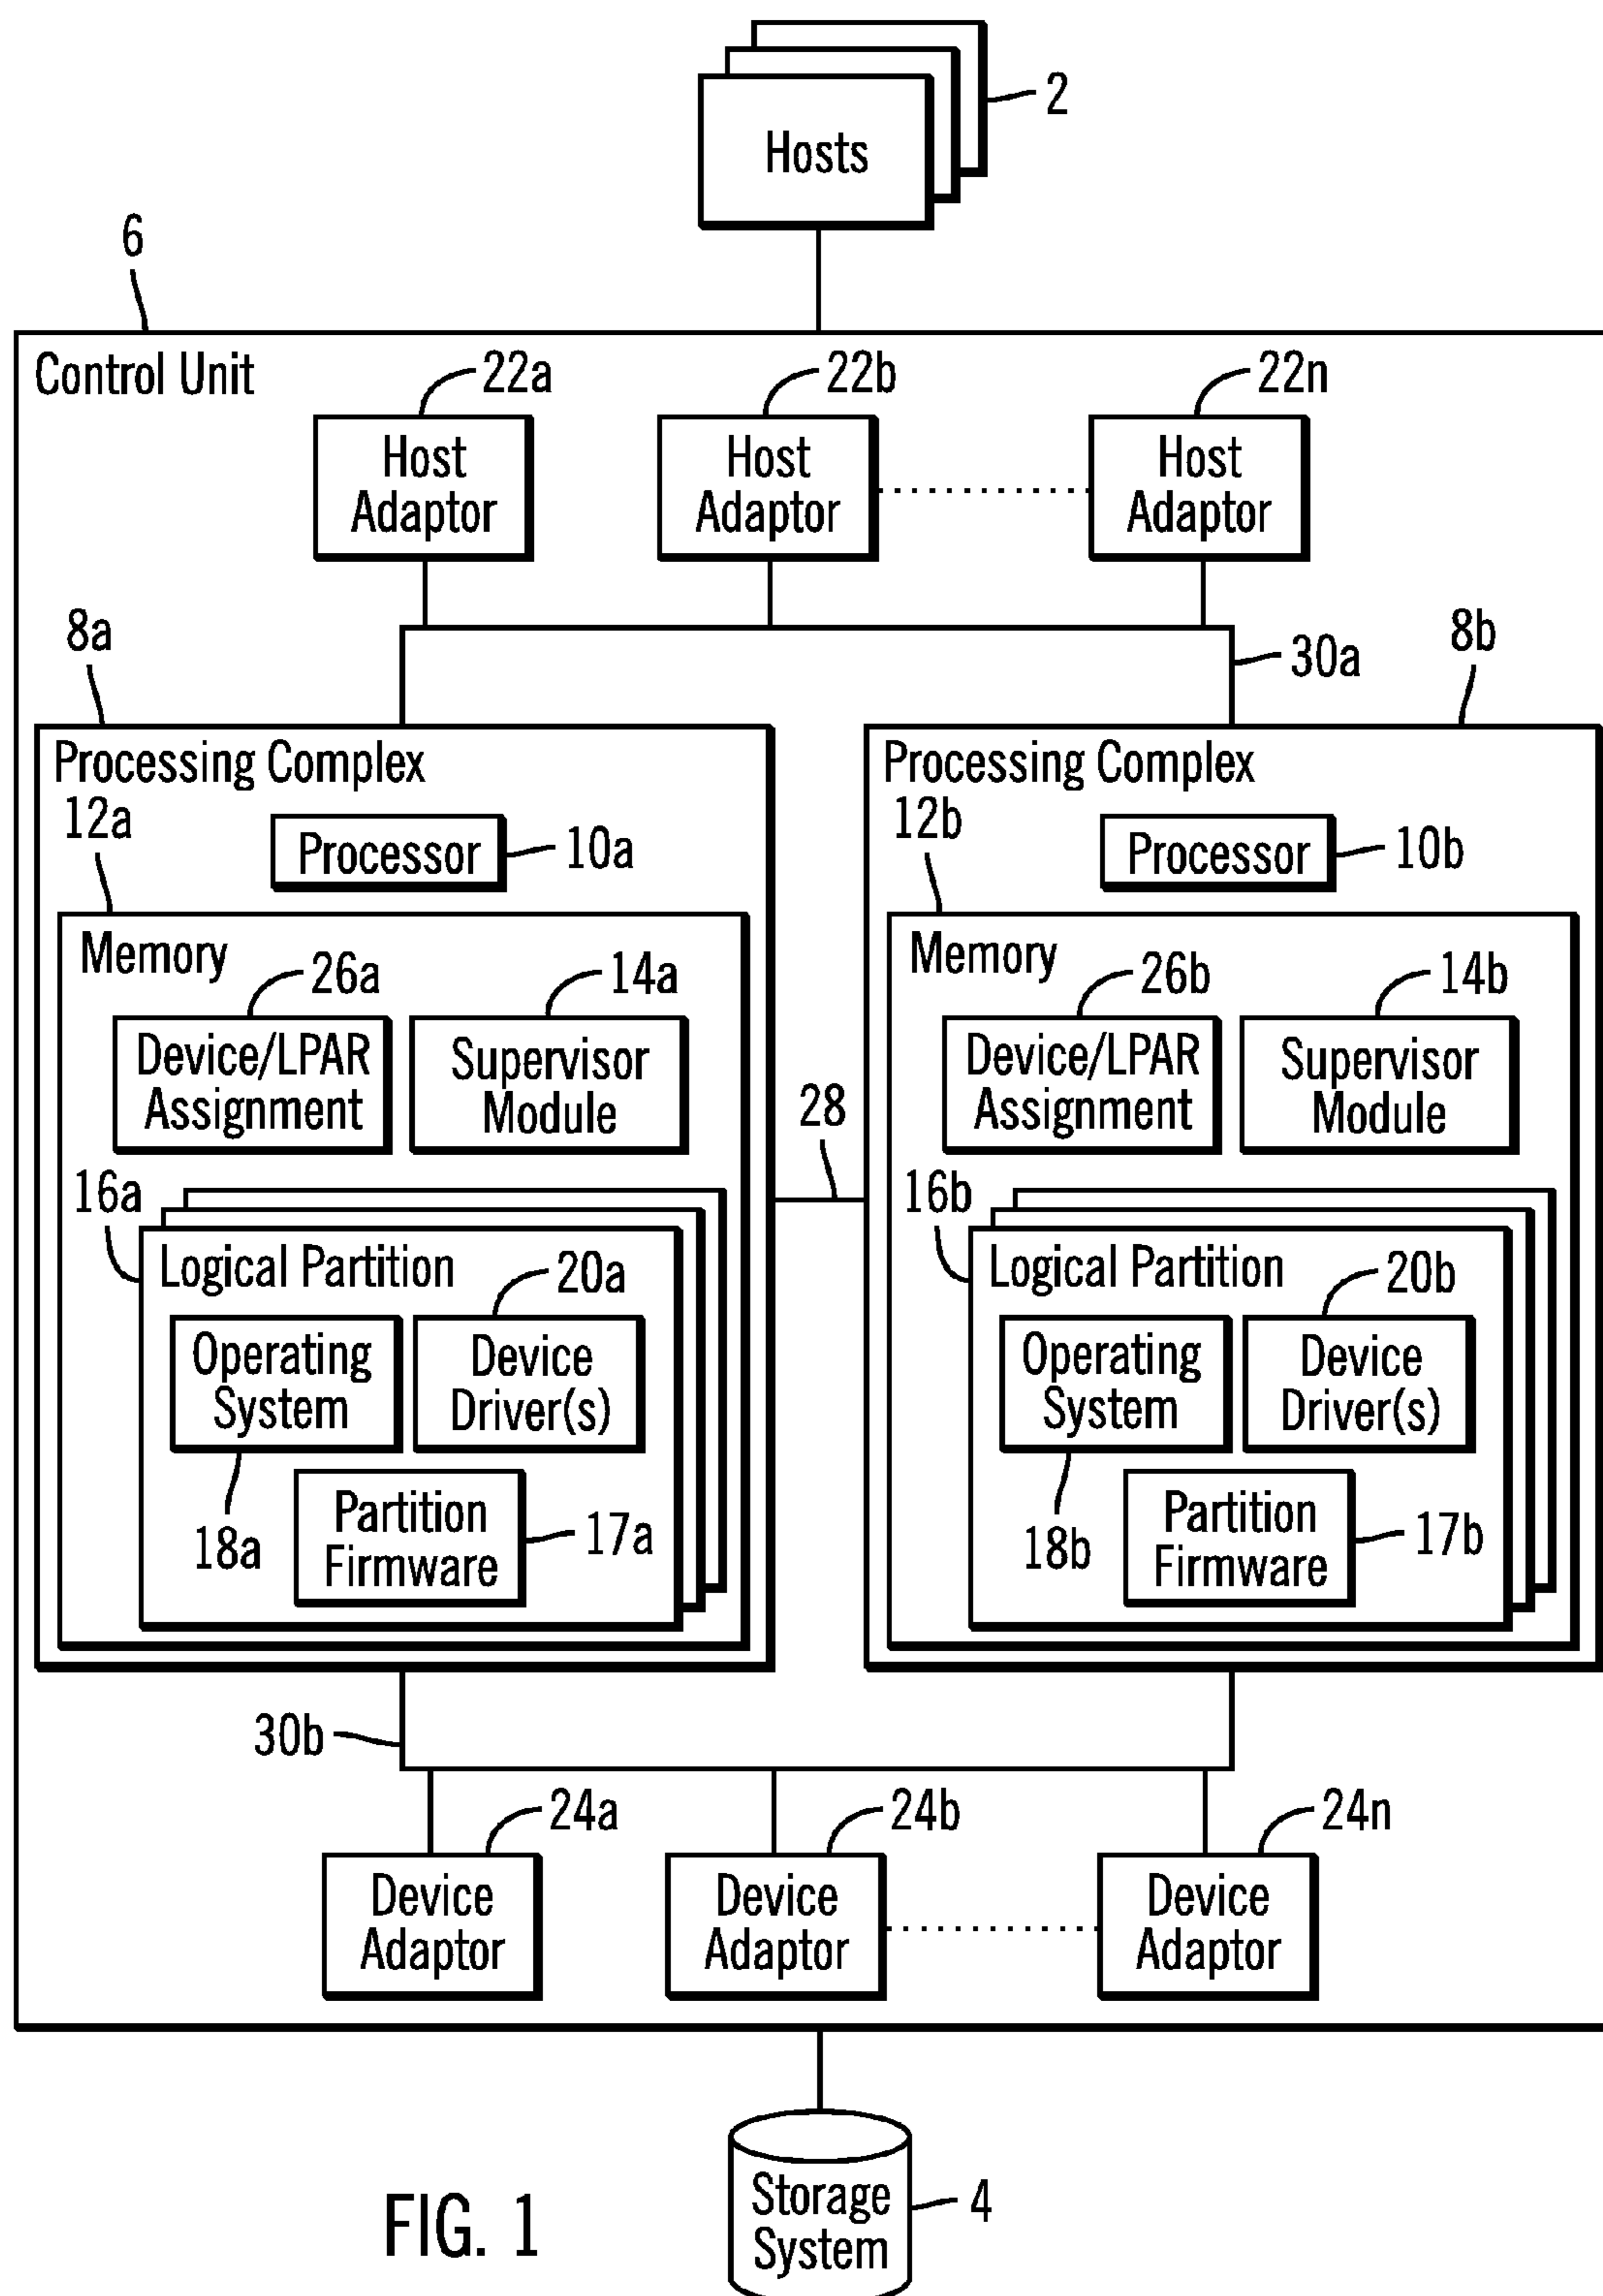 2
Hosts
6
Control Unit
22a
22b
22n
Host
Adaptor
Host
Adaptor
Host
Adaptor
8a
30a
8b
Processing Complex
12a
Processor
10a
Memory
26a
14a
Device/LPAR
Assignment
Supervisor
Module
16a
Logical Partition
20a
Operating
System
Device
Driver(s)
18a
Partition
Firmware
17a
28
Processing Complex
12b
Processor
10b
Memory
26b
14b
Device/LPAR
Assignment
Supervisor
Module
16b
Logical Partition
20b
Operating
System
Device
Driver(s)
18b
Partition
Firmware
17b
30b
24a
24b
24n
Device
Adaptor
Device
Adaptor
Device
Adaptor
Storage
System
4
FIG. 1